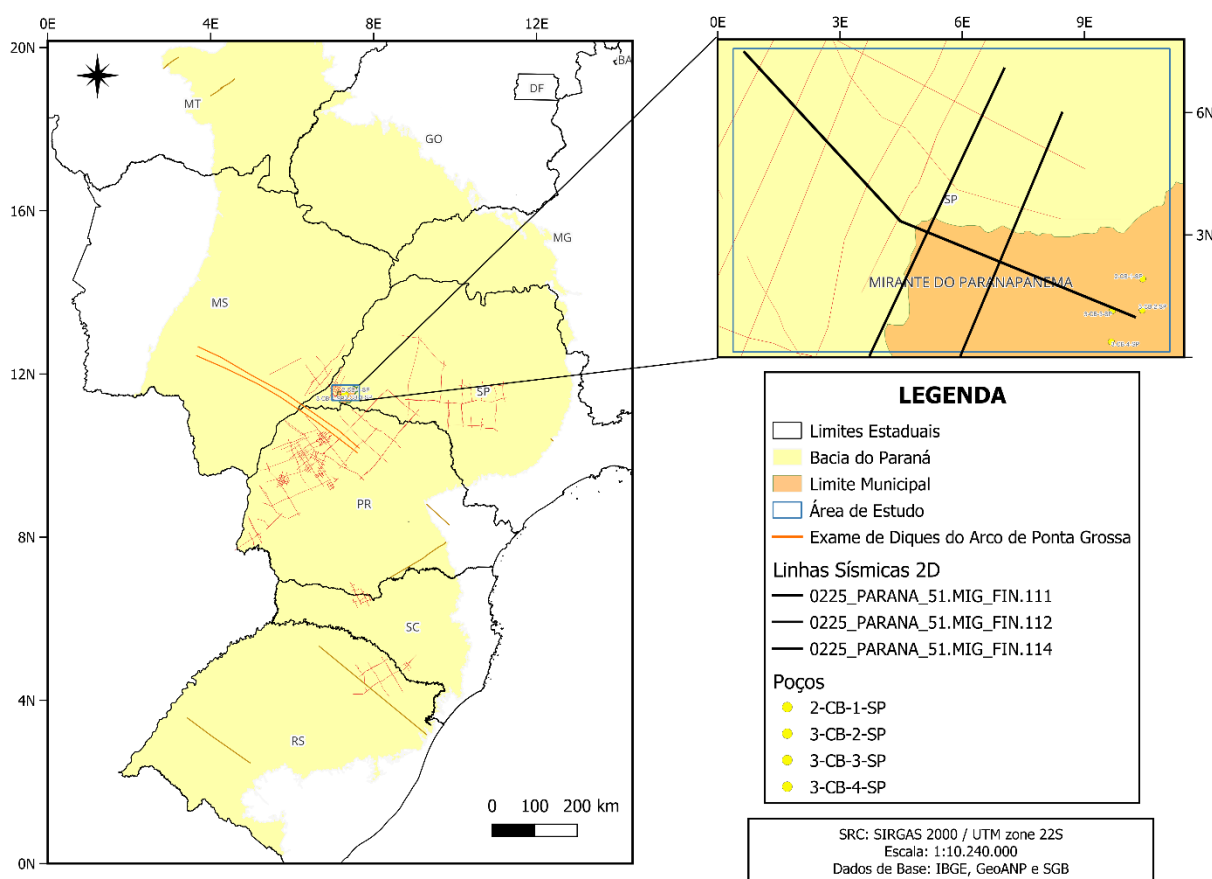 0E
4E
8E
12E
0E
3E
6E
9E
20N
16N
12N
8N
4N
0N
6N
3N
MT
DF
BA
GO
MG
MS
SP
PR
SC
RS
0 100 200 km
SP
MIRANTE DO PARANAPANEMA
LEGENDA
Limites Estaduais
Bacia do Paraná
Limite Municipal
Área de Estudo
Exame de Diques do Arco de Ponta Grossa
Linhas Sísmicas 2D
0225_PARANA_51.MIG_FIN.111
0225_PARANA_51.MIG_FIN.112
0225_PARANA_51.MIG_FIN.114
Poços
2-CB-1-SP
3-CB-2-SP
3-CB-3-SP
3-CB-4-SP
SRC: SIRGAS 2000 / UTM zone 22S
Escala: 1:10.240.000
Dados de Base: IBGE, GeoANP e SGB